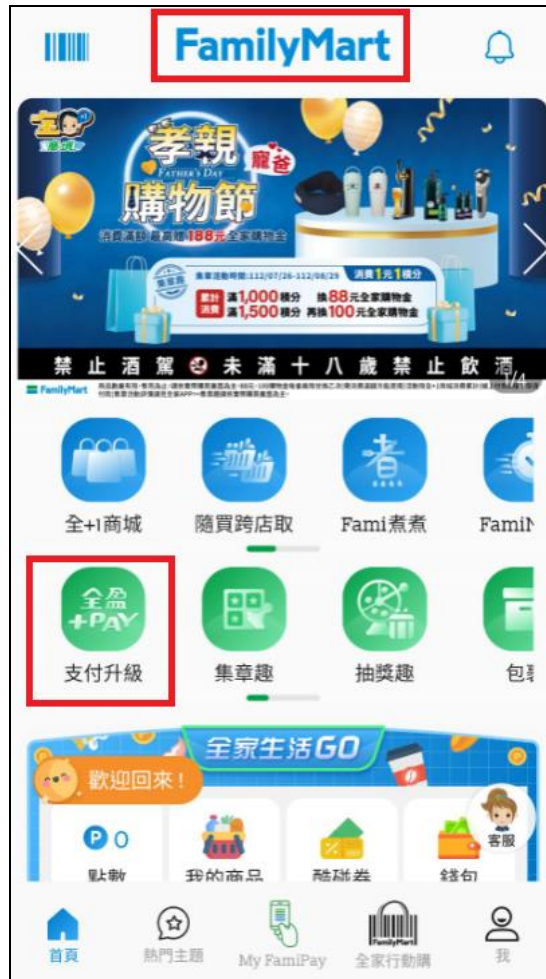 FamilyMart
孝親
寵爸
FATHER'S DAY
購物節
消費滿額 最高贈188元全家購物金
集章趣
集章活動時間:112/07/26-112/08/29 消費1元1積分
累計消費
滿1,000積分 換88元全家購物金
滿1,500積分 再換100元全家購物金
禁止酒駕 未滿十八歲禁止飲酒
1/4
FamilyMart
全+1商城
隨買跨店取
Fami煮煮
煮
全盈
+PAY
支付升級
集章趣
抽獎趣
全家生活GO
歡迎回來!
P 0
點數
我的商品
酷碰券
錢包
客服
首頁
熱門主題
My FamiPay
FamilyMart
全家行動購
我